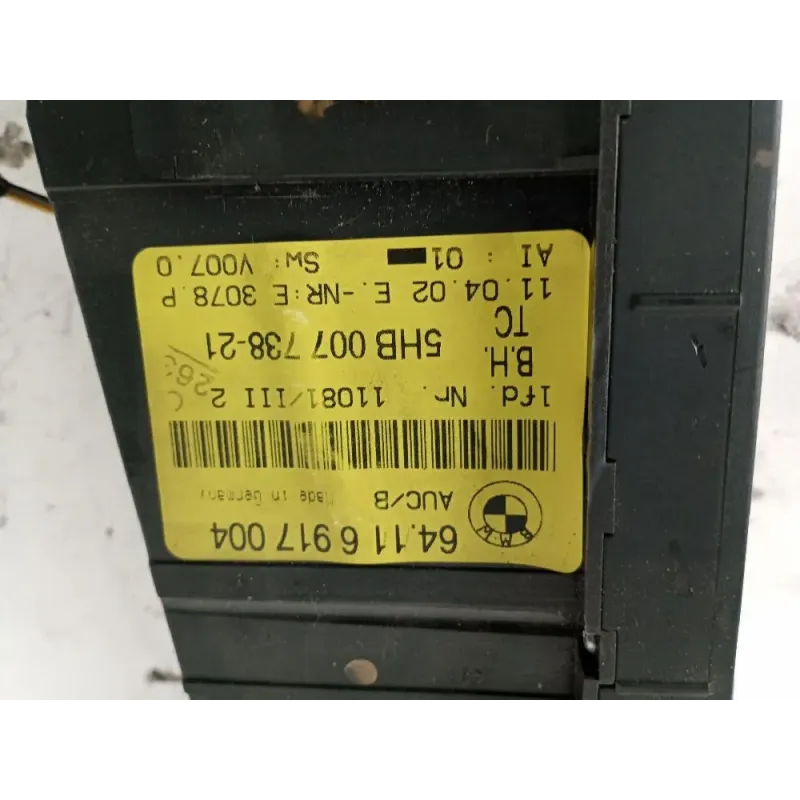 64.11 6 917 004
BMW
AUC/B
Made in Germany
lfd. Nr. 11081/III 2
B.H. 5HB 007 738-21
TC
11.04.02 E.-NR:E 3078.P
AI: 01 Sw: V007.0